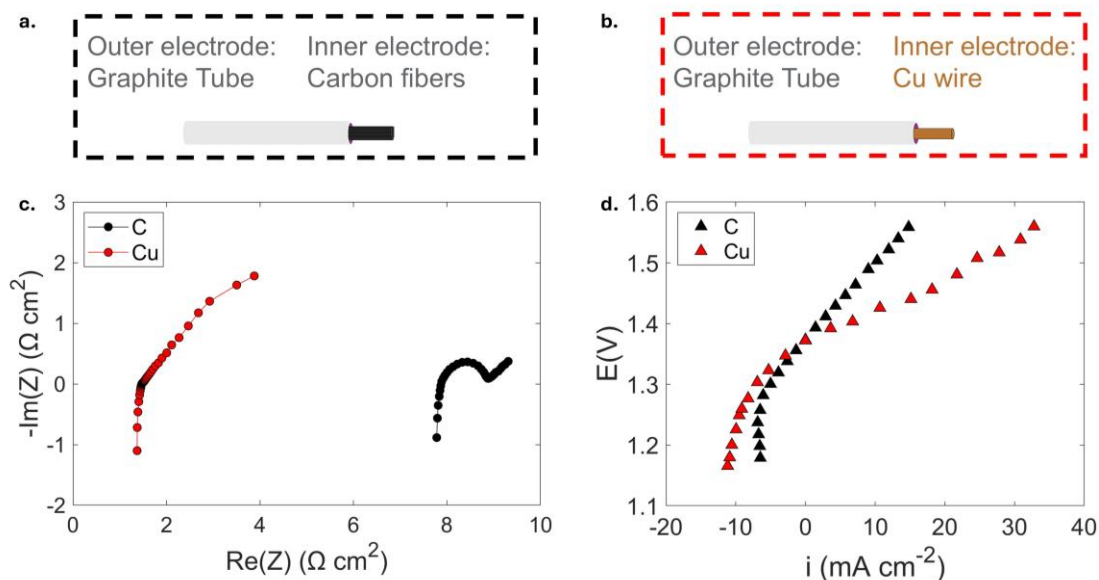 a.
Outer electrode: Inner electrode:
Graphite Tube Carbon fibers
b.
Outer electrode: Inner electrode:
Graphite Tube Cu wire
c.
3
2
1
0
-1
-2
-Im(Z) (Ω cm²)
C
Cu
0 2 4 6 8 10
Re(Z) (Ω cm²)
d.
1.6
1.5
1.4
1.3
1.2
1.1
E(V)
C
Cu
-20 -10 0 10 20 30 40
i (mA cm⁻²)